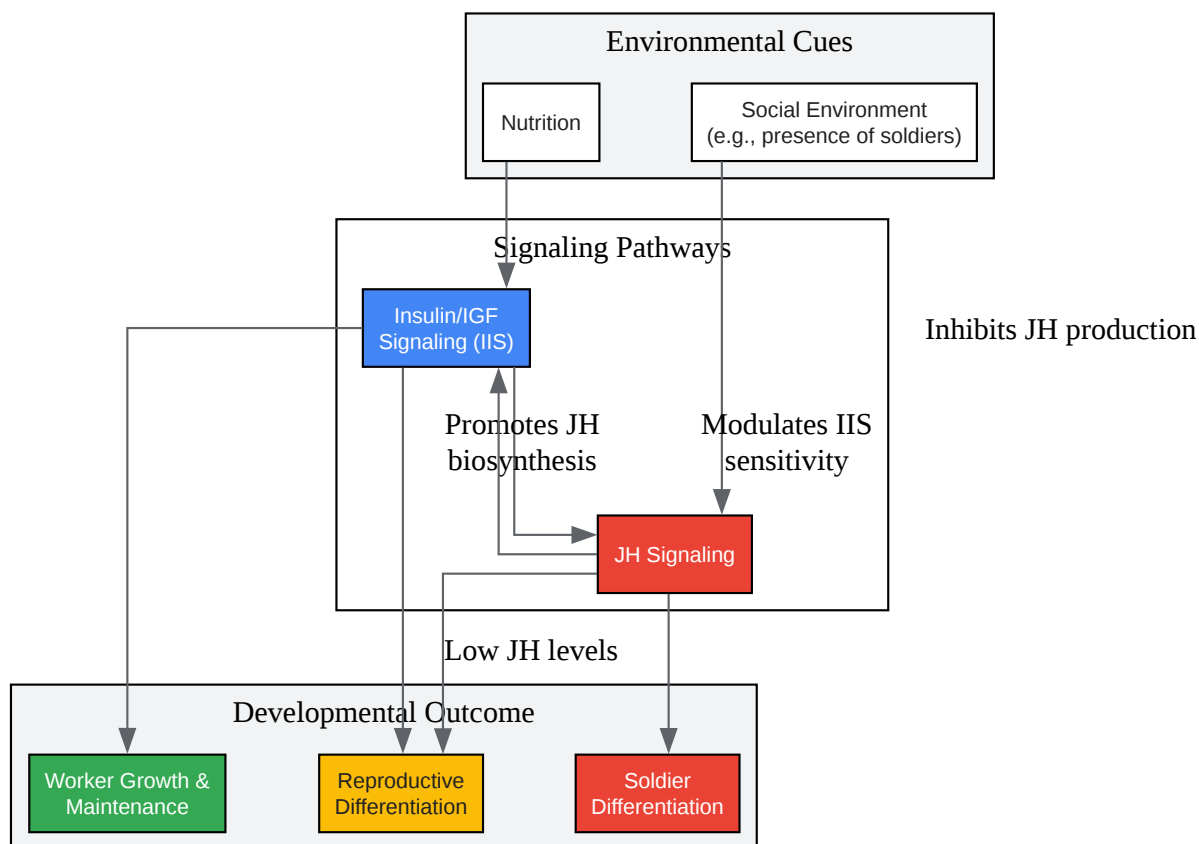 Environmental Cues
Nutrition
Social Environment
(e.g., presence of soldiers)
Signaling Pathways
Insulin/IGF
Signaling (IIS)
Inhibits JH production
Promotes JH
biosynthesis
Modulates IIS
sensitivity
JH Signaling
Low JH levels
Developmental Outcome
Worker Growth &
Maintenance
Reproductive
Differentiation
Soldier
Differentiation